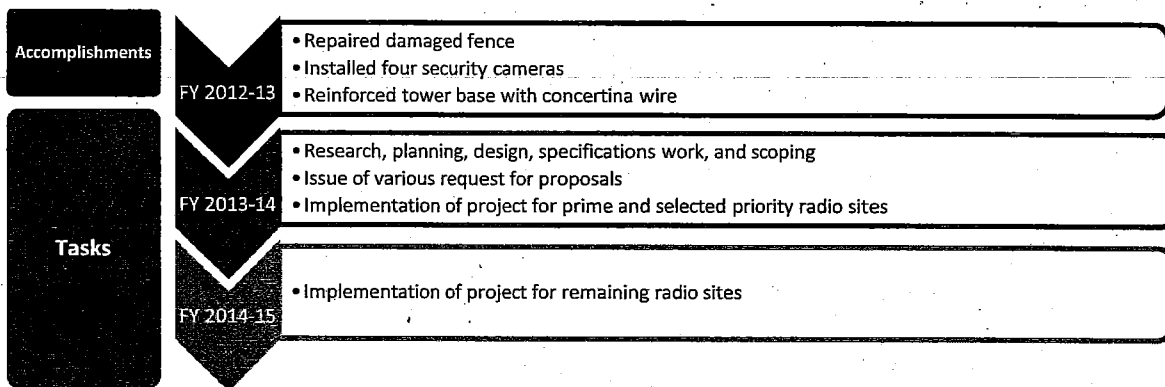 Accomplishments
FY 2012-13
• Repaired damaged fence
• Installed four security cameras
• Reinforced tower base with concertina wire
Tasks
FY 2013-14
• Research, planning, design, specifications work, and scoping
• Issue of various request for proposals
• Implementation of project for prime and selected priority radio sites
FY 2014-15
• Implementation of project for remaining radio sites